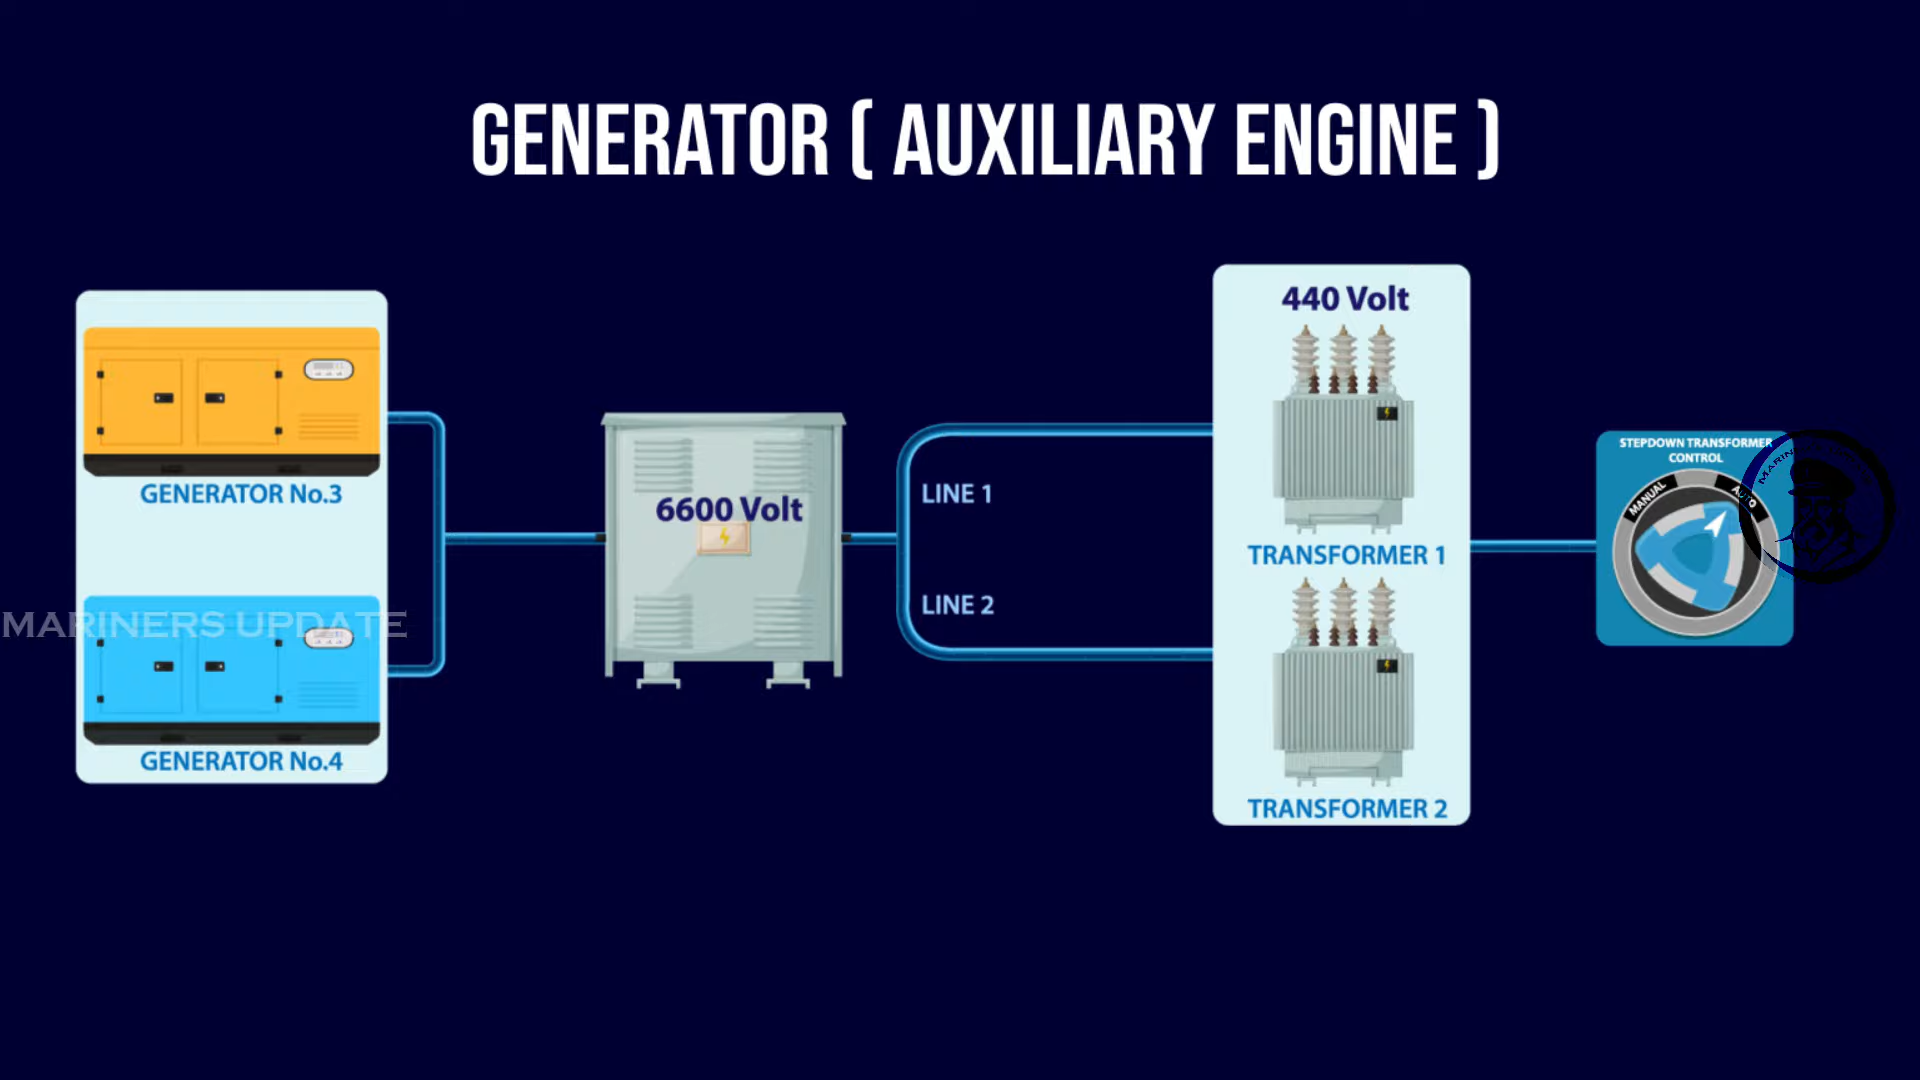 GENERATOR ( AUXILIARY ENGINE )
GENERATOR No.3
MARINERS UPDATE
GENERATOR No.4
6600 Volt
LINE 1
LINE 2
440 Volt
TRANSFORMER 1
TRANSFORMER 2
STEPDOWN TRANSFORMER
CONTROL
MANUAL
AUTO